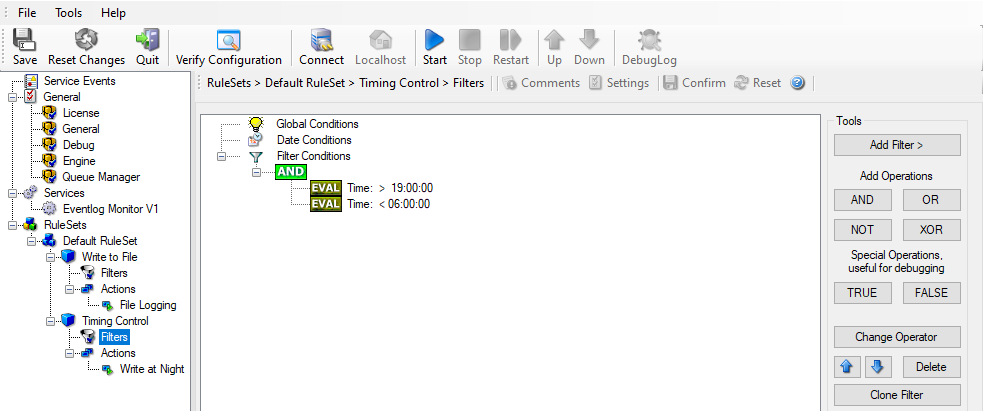 File Tools Help
Save Reset Changes Quit Verify Configuration Connect Localhost Start Stop Restart Up Down DebugLog
Service Events
General
License
General
Debug
Engine
Queue Manager
Services
Eventlog Monitor V1
RuleSets
Default RuleSet
Write to File
Filters
Actions
File Logging
Timing Control
Filters
Actions
Write at Night
RuleSets > Default RuleSet > Timing Control > Filters Comments Settings Confirm Reset
Global Conditions
Date Conditions
Filter Conditions
AND
EVAL Time: > 19:00:00
EVAL Time: < 06:00:00
Tools
Add Filter >
Add Operations
AND OR
NOT XOR
Special Operations,
useful for debugging
TRUE FALSE
Change Operator
Delete
Clone Filter